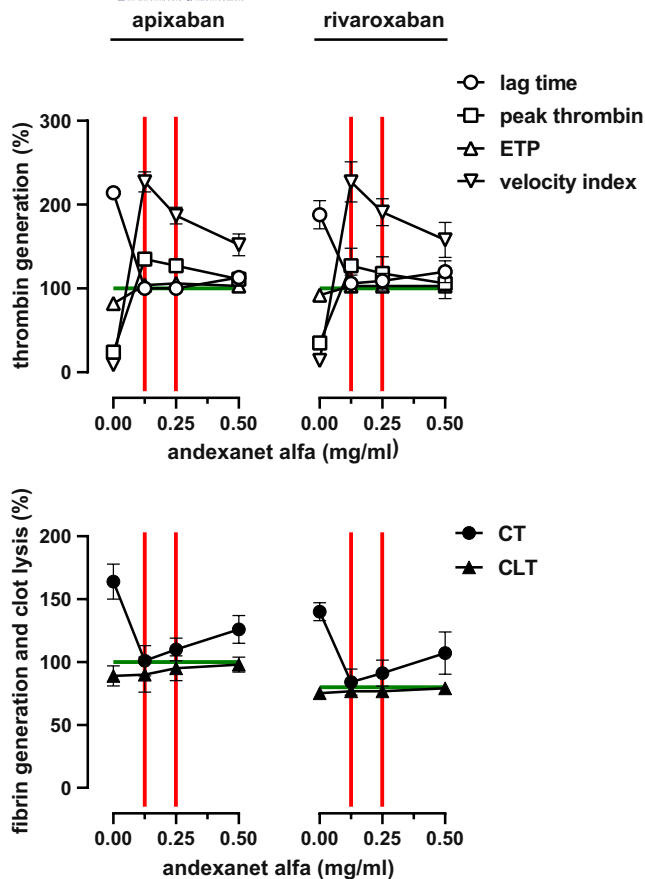 apixaban
rivaroxaban
lag time
peak thrombin
ETP
velocity index
thrombin generation (%)
300
200
100
0
0.00
0.25
0.50
0.00
0.25
0.50
andexanet alfa (mg/ml)
CT
CLT
fibrin generation and clot lysis (%)
200
150
100
50
0
0.00
0.25
0.50
0.00
0.25
0.50
andexanet alfa (mg/ml)